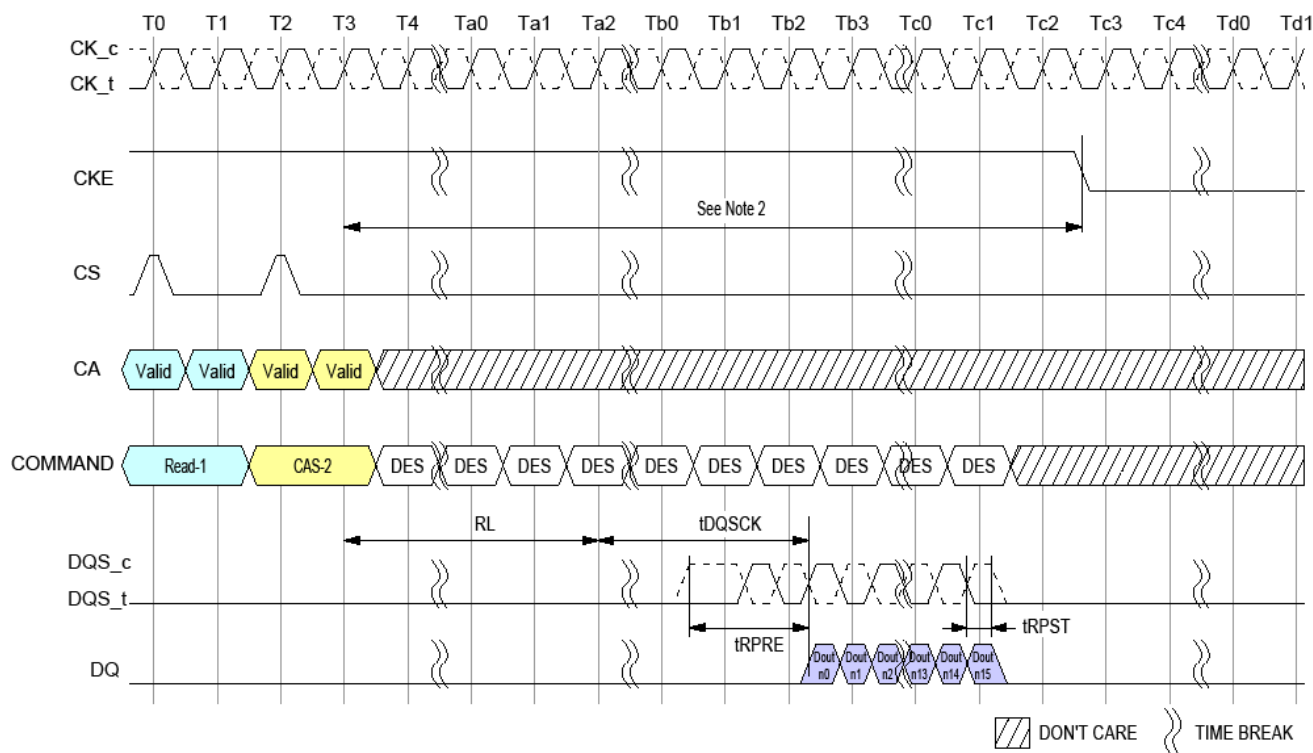 T0 T1 T2 T3 T4 Ta0 Ta1 Ta2 Tb0 Tb1 Tb2 Tb3 Tc0 Tc1 Tc2 Tc3 Tc4 Td0 Td1
CK_c
CK_t
CKE
See Note 2
CS
CA Valid Valid Valid Valid
COMMAND Read-1 CAS-2 DES DES DES DES DES DES DES DES DES DES
RL tDQSCK
DQS_c
DQS_t
tRPRE tRPST
DQ
Dout Dout Dout Dout Dout Dout
n0 n1 n2 n13 n14 n15
DON'T CARE TIME BREAK